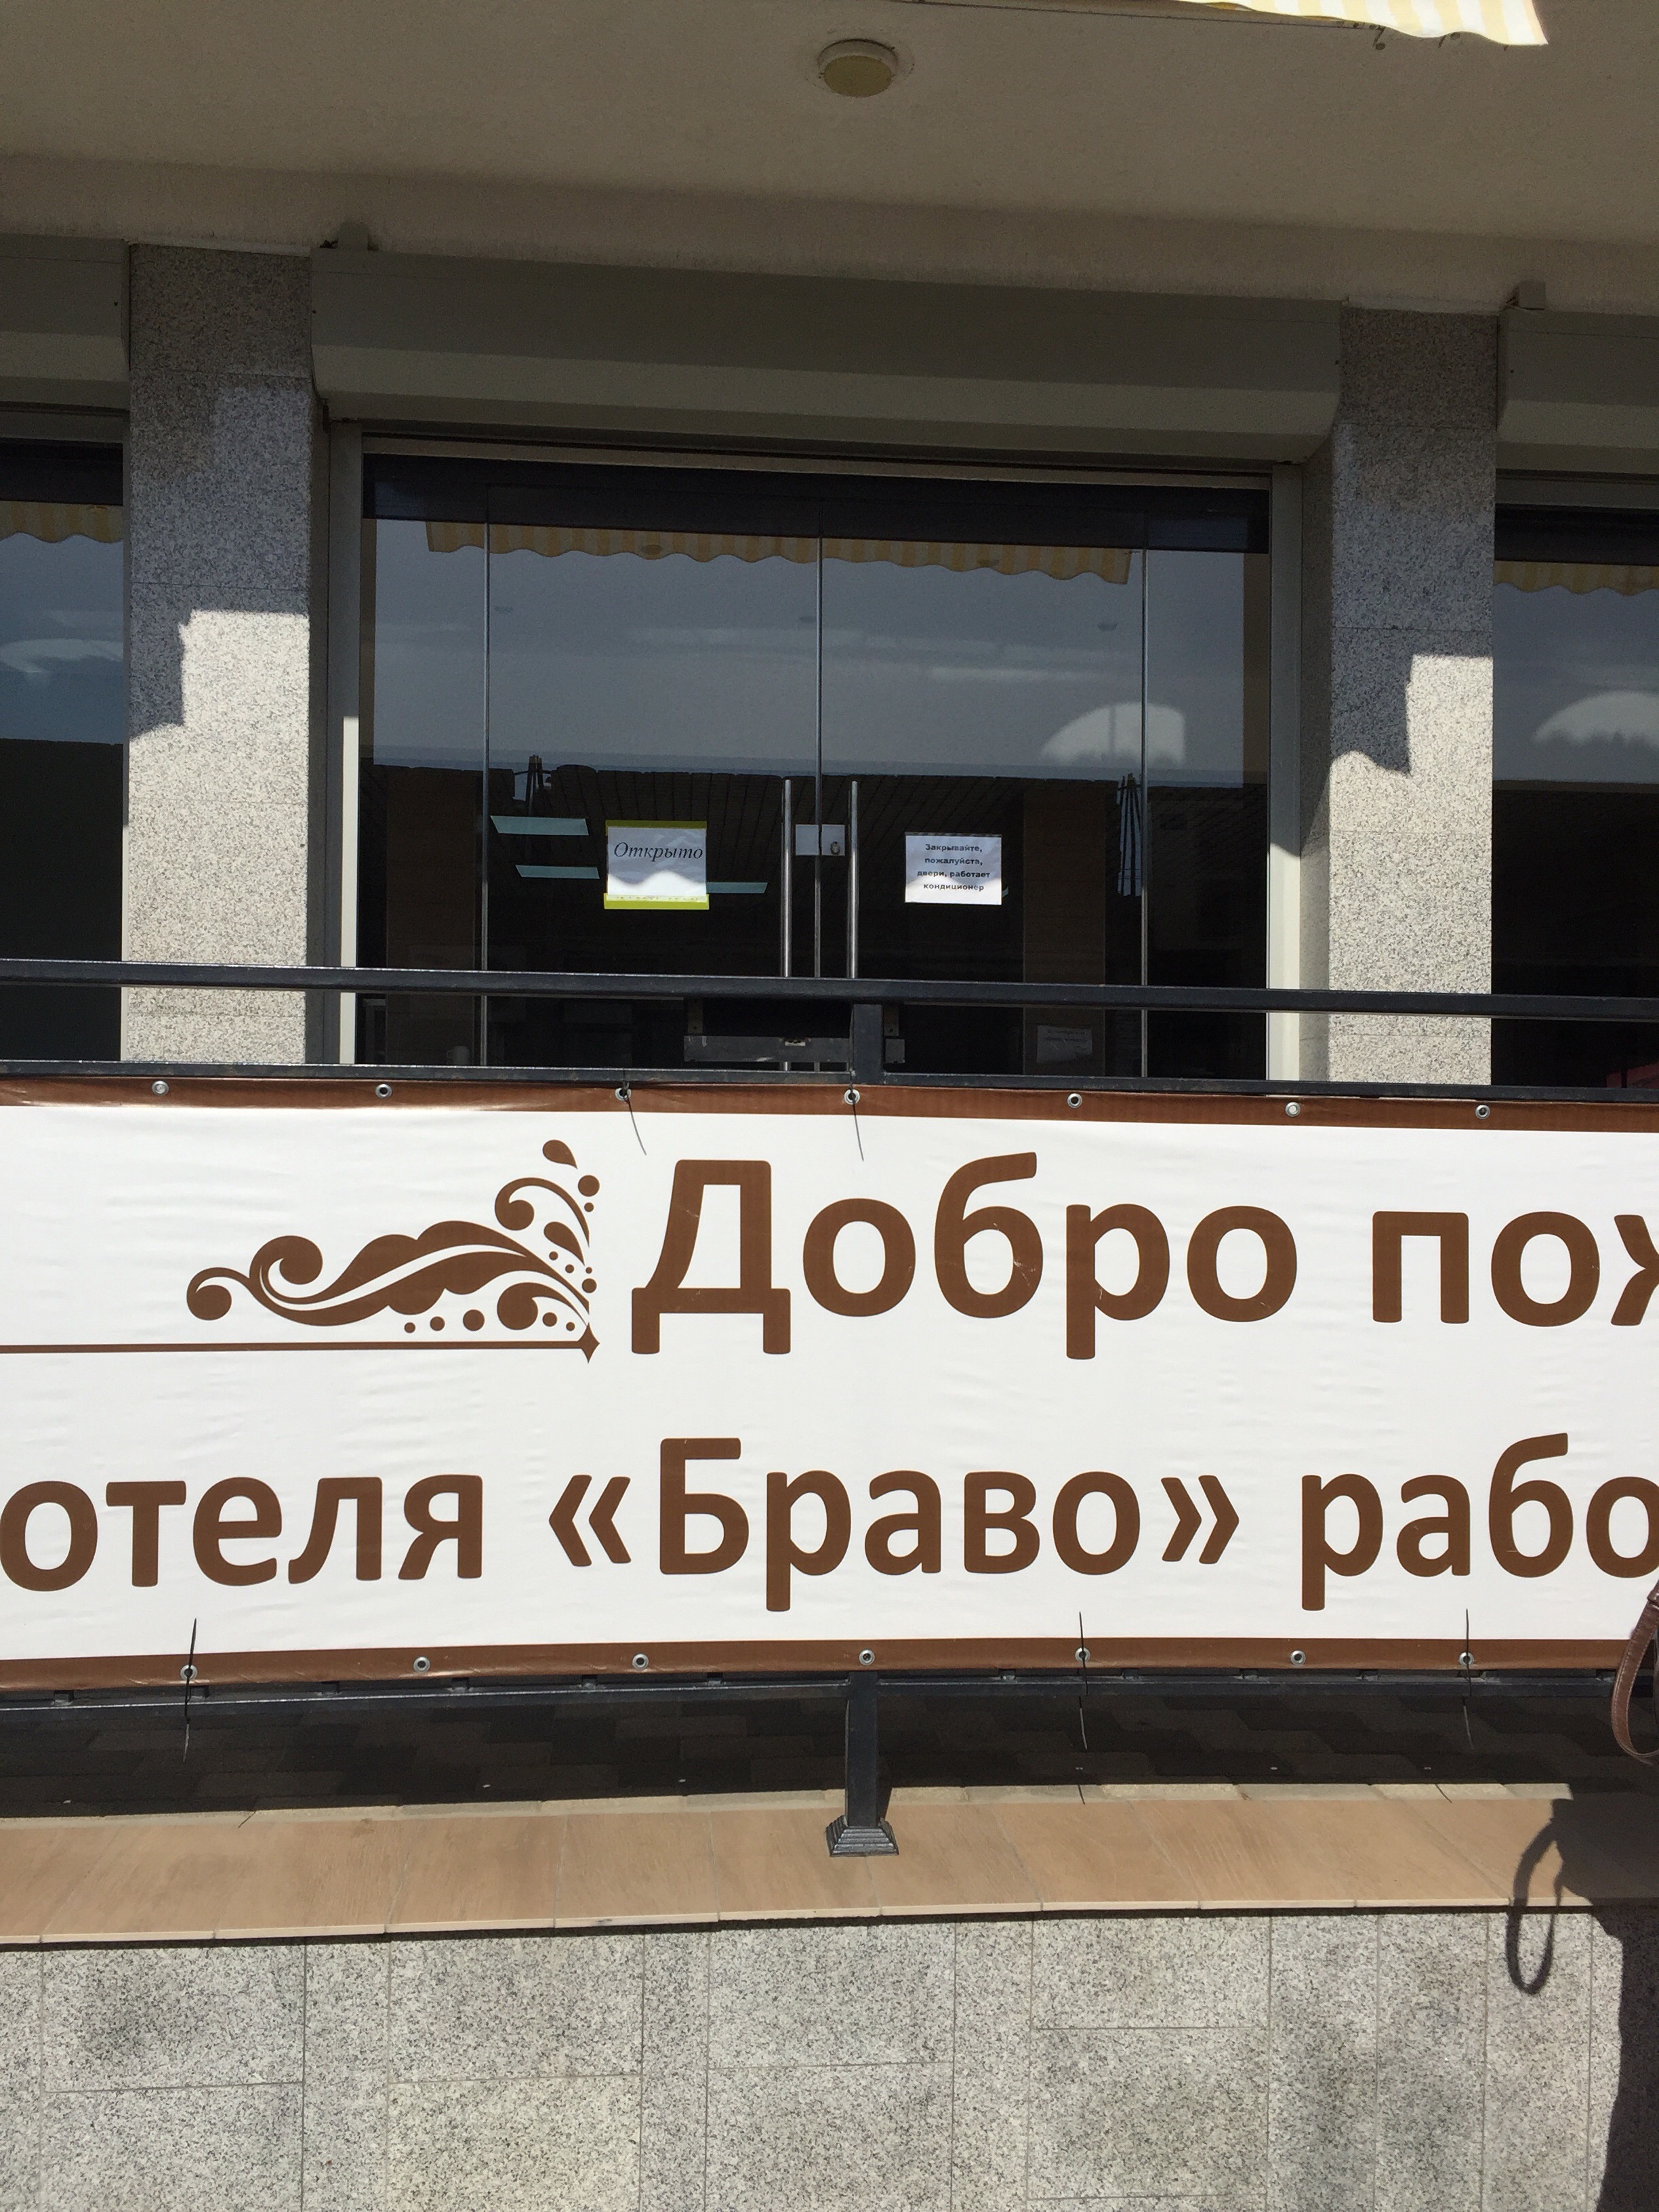 Открыто
Закрывайте,
пожалуйста,
двери, работает
кондиционер
Добро пож
отеля «Браво» рабо